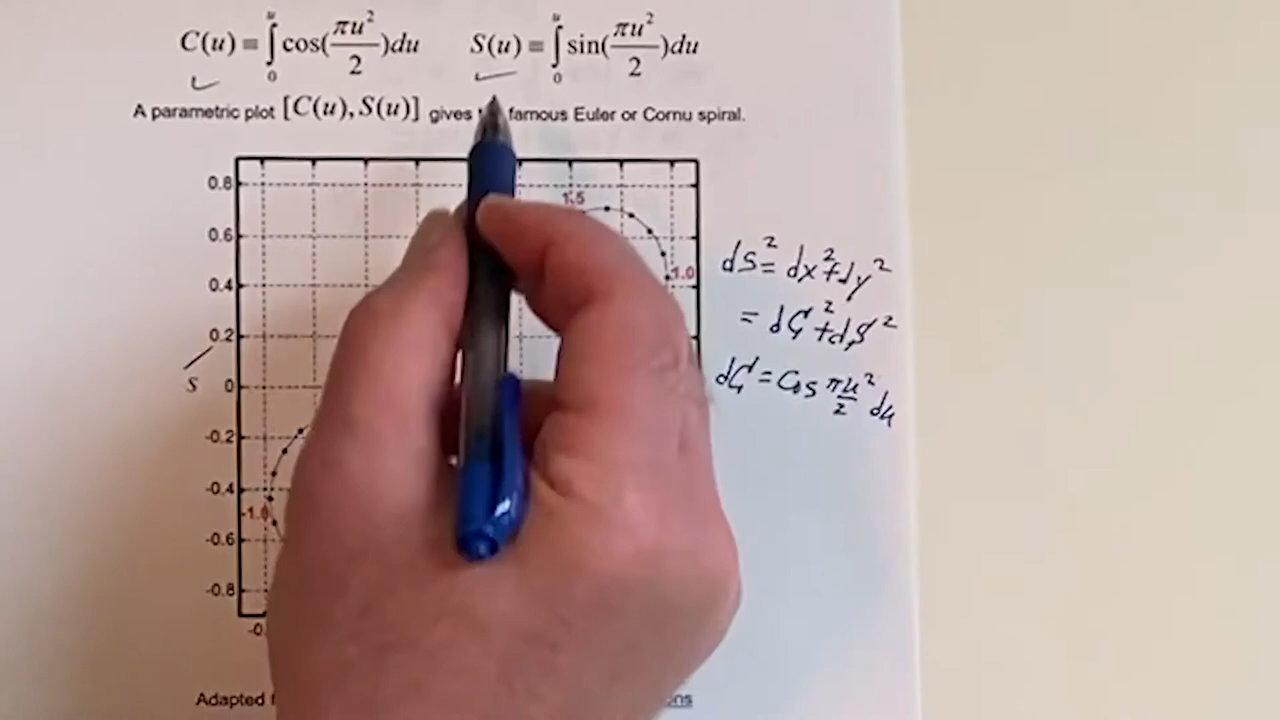 C(u) ≡ ∫₀ᵘ cos(πu²/2)du S(u) ≡ ∫₀ᵘ sin(πu²/2)du
A parametric plot [C(u), S(u)] gives famous Euler or Cornu spiral.
0.8
1.5
0.6
dS² = dx² + dy²
1.0
0.4
= dC² + dS²
0.2
dC = Cos πu²/2 du
S 0
-0.2
-0.4
-1.0
-0.6
-0.8
Adapted